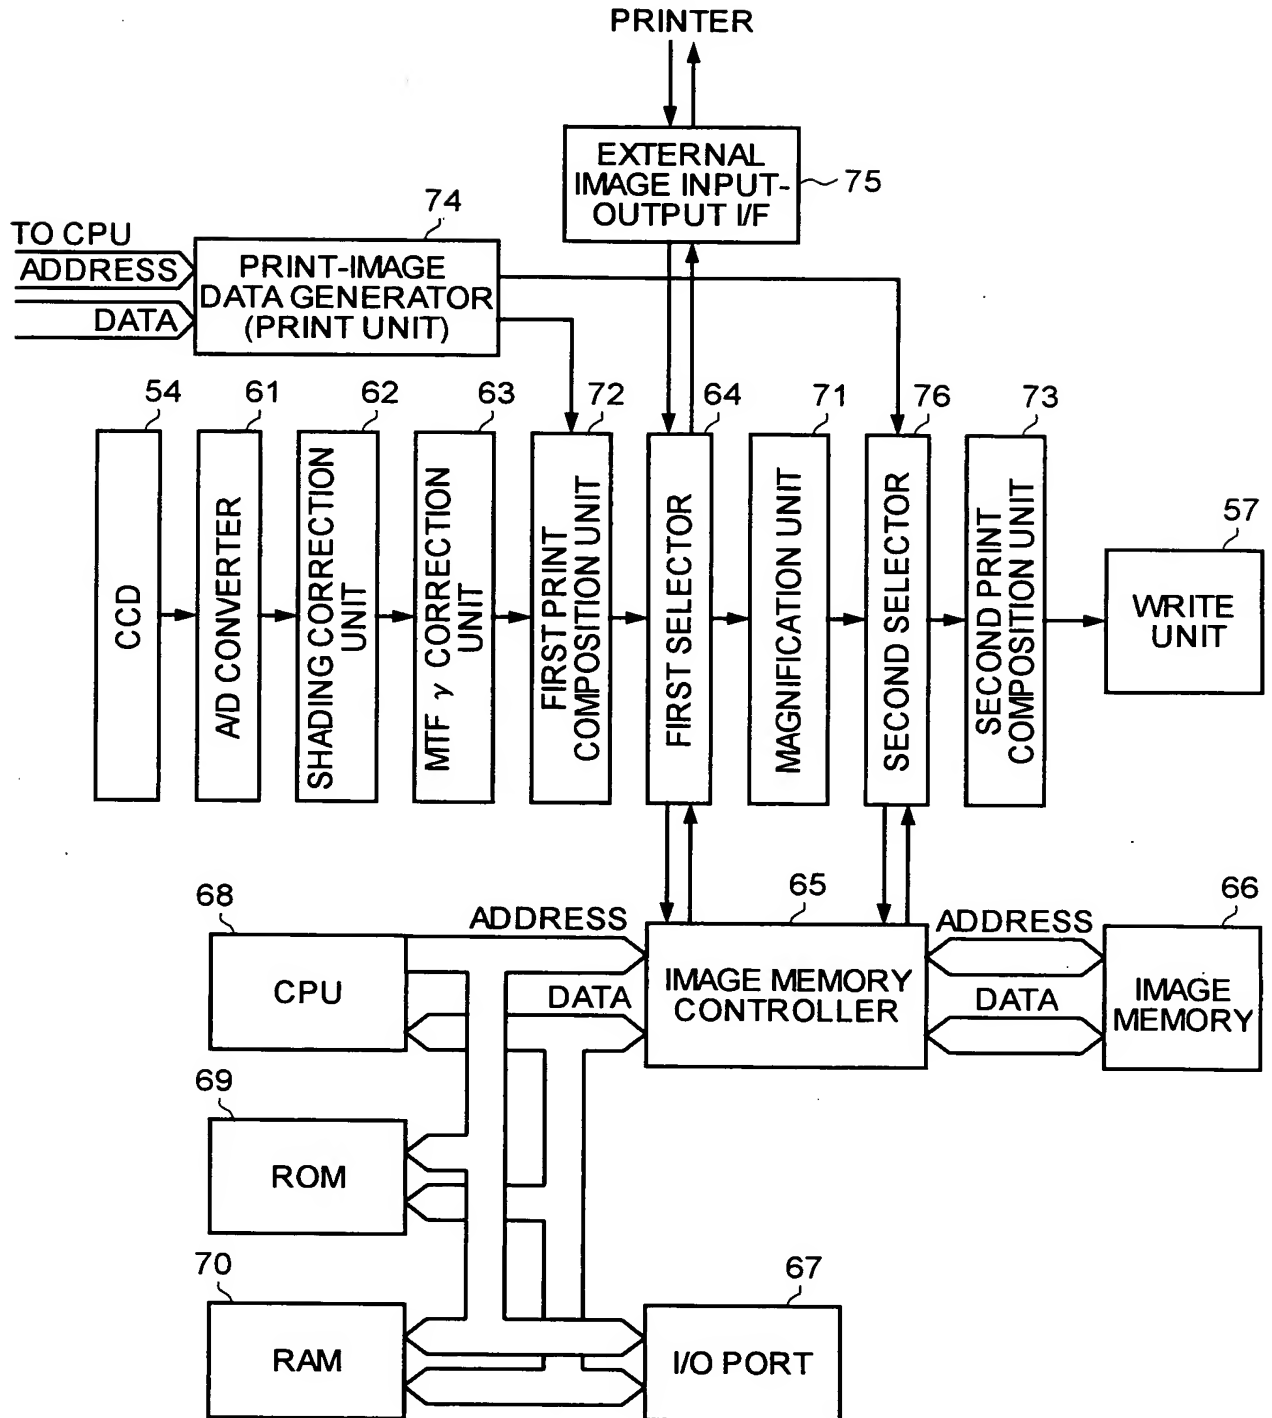 PRINTER
EXTERNAL
IMAGE INPUT-
OUTPUT I/F
75
74
TO CPU
ADDRESS
DATA
PRINT-IMAGE
DATA GENERATOR
(PRINT UNIT)
54
61
62
63
72
64
71
76
73
CCD
A/D CONVERTER
SHADING CORRECTION
UNIT
MTF γ CORRECTION
UNIT
FIRST PRINT
COMPOSITION UNIT
FIRST SELECTOR
MAGNIFICATION UNIT
SECOND SELECTOR
SECOND PRINT
COMPOSITION UNIT
57
WRITE
UNIT
68
CPU
ADDRESS
DATA
65
IMAGE MEMORY
CONTROLLER
ADDRESS
DATA
66
IMAGE
MEMORY
69
ROM
70
RAM
67
I/O PORT